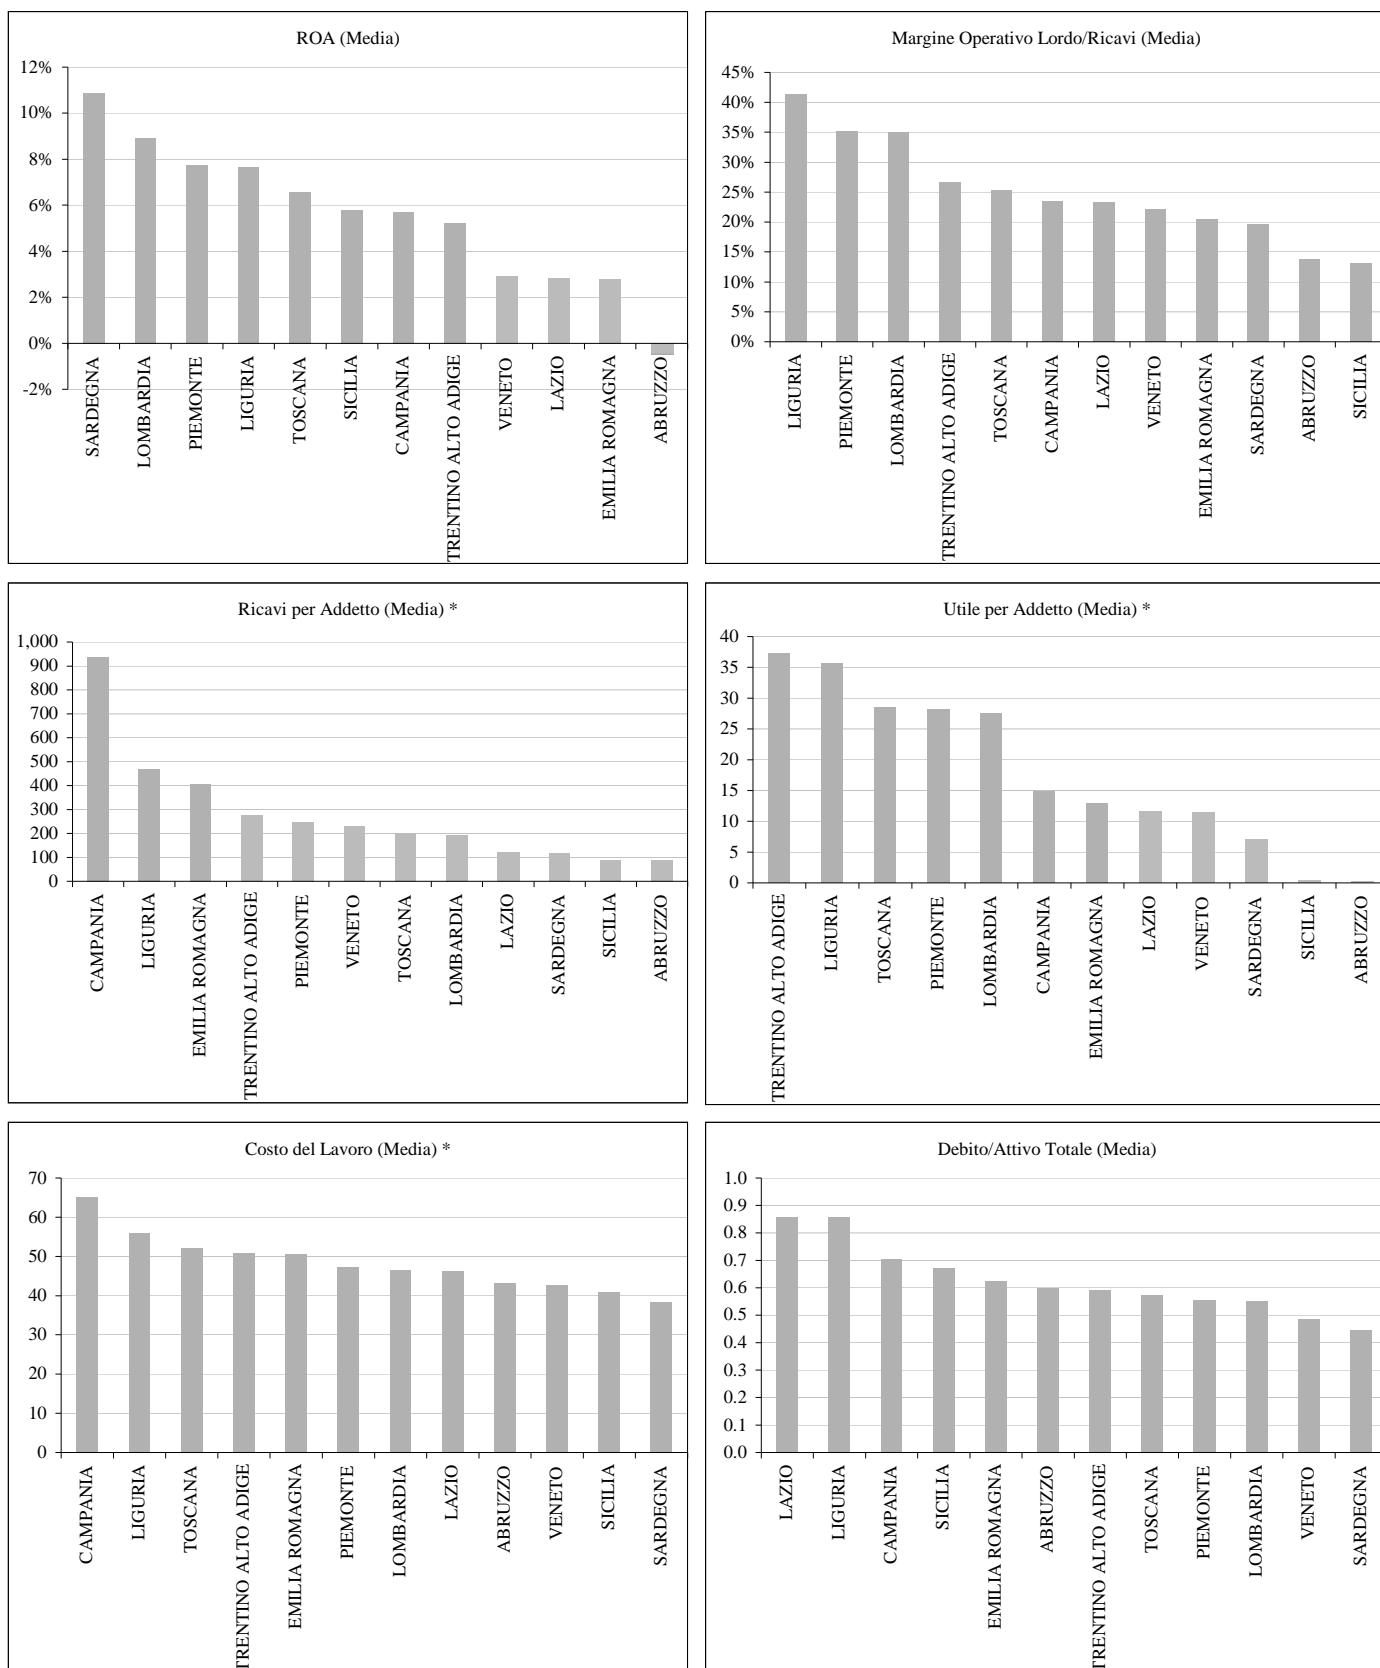 ROA (Media)
12%
10%
8%
6%
4%
2%
0%
-2%
SARDEGNA
LOMBARDIA
PIEMONTE
LIGURIA
TOSCANA
SICILIA
CAMPANIA
TRENTINO ALTO ADIGE
VENETO
LAZIO
EMILIA ROMAGNA
ABRUZZO
Margine Operativo Lordo/Ricavi (Media)
45%
40%
35%
30%
25%
20%
15%
10%
5%
0%
LIGURIA
PIEMONTE
LOMBARDIA
TRENTINO ALTO ADIGE
TOSCANA
CAMPANIA
LAZIO
VENETO
EMILIA ROMAGNA
SARDEGNA
ABRUZZO
SICILIA
Ricavi per Addetto (Media) *
1,000
900
800
700
600
500
400
300
200
100
0
CAMPANIA
LIGURIA
EMILIA ROMAGNA
TRENTINO ALTO ADIGE
PIEMONTE
VENETO
TOSCANA
LOMBARDIA
LAZIO
SARDEGNA
SICILIA
ABRUZZO
Utile per Addetto (Media) *
40
35
30
25
20
15
10
5
0
TRENTINO ALTO ADIGE
LIGURIA
TOSCANA
PIEMONTE
LOMBARDIA
CAMPANIA
EMILIA ROMAGNA
LAZIO
VENETO
SARDEGNA
SICILIA
ABRUZZO
Costo del Lavoro (Media) *
70
60
50
40
30
20
10
0
CAMPANIA
LIGURIA
TOSCANA
TRENTINO ALTO ADIGE
EMILIA ROMAGNA
PIEMONTE
LOMBARDIA
LAZIO
ABRUZZO
VENETO
SICILIA
SARDEGNA
Debito/Attivo Totale (Media)
1.0
0.9
0.8
0.7
0.6
0.5
0.4
0.3
0.2
0.1
0.0
LAZIO
LIGURIA
CAMPANIA
SICILIA
EMILIA ROMAGNA
ABRUZZO
TRENTINO ALTO ADIGE
TOSCANA
PIEMONTE
LOMBARDIA
VENETO
SARDEGNA